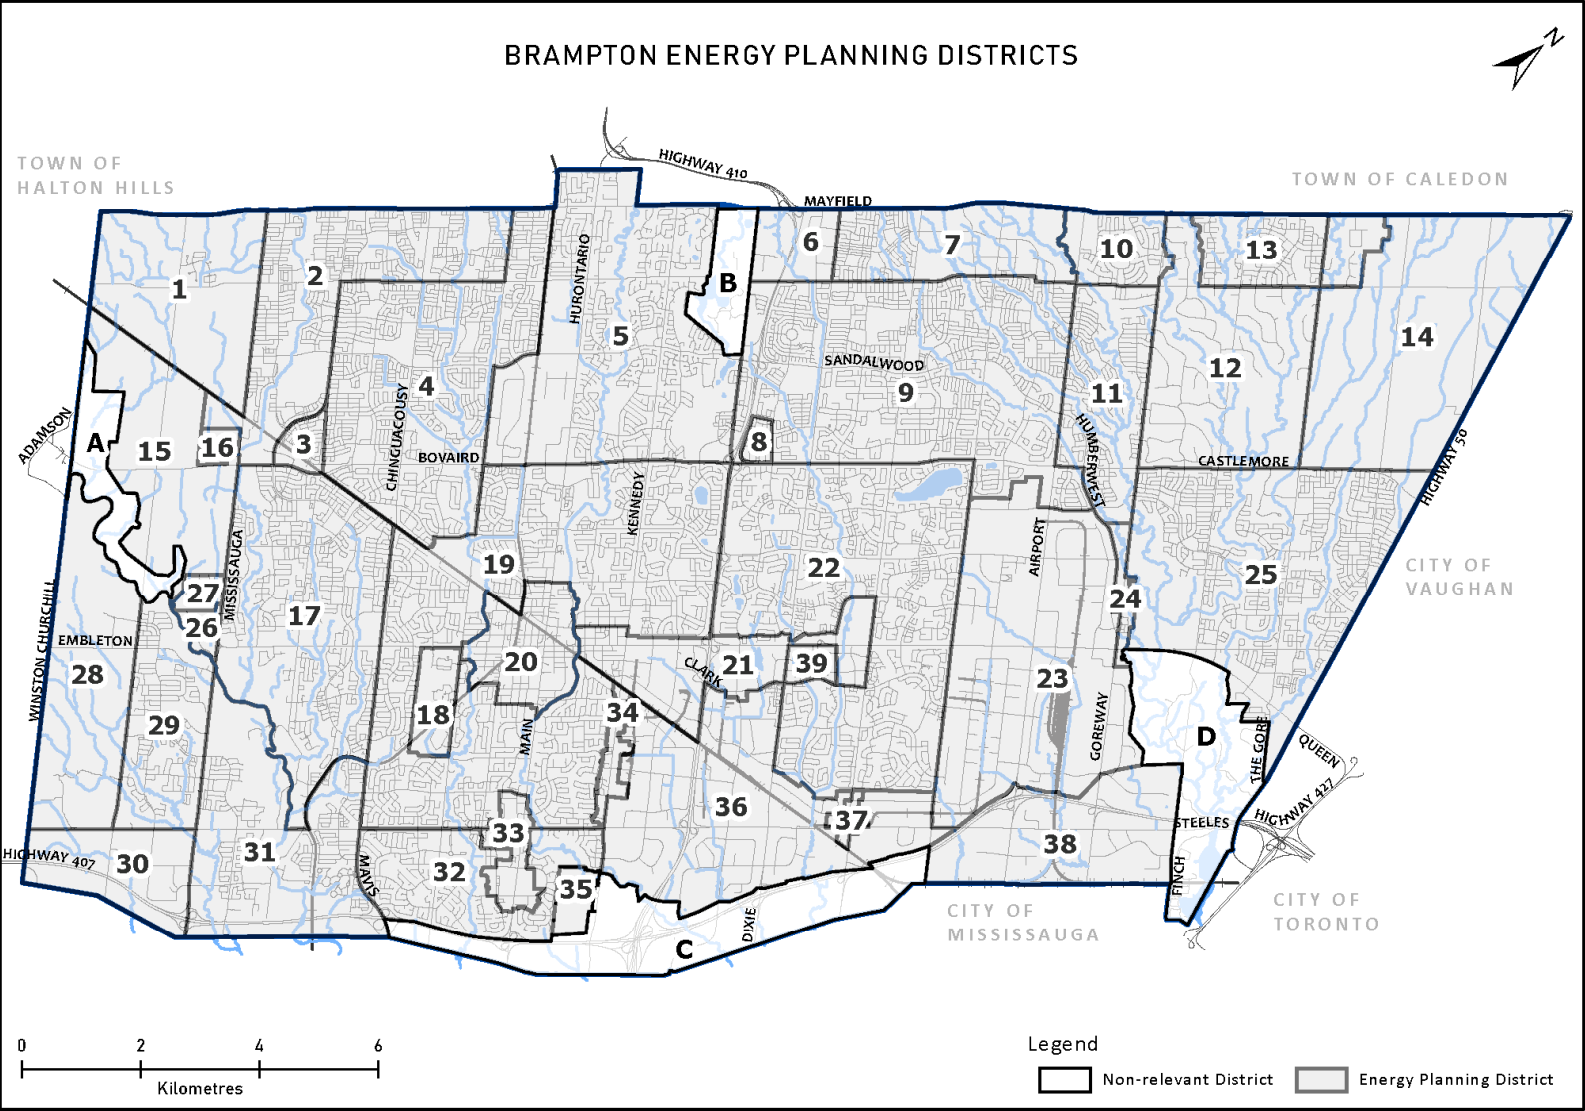 BRAMPTON ENERGY PLANNING DISTRICTS
N
TOWN OF
HALTON HILLS
HIGHWAY 410
MAYFIELD
TOWN OF CALEDON
1
2
HURONTARIO
B
6
7
10
13
5
4
CHINGUACOUSY
SANDALWOOD
9
11
12
14
ADAMSON
A
15
16
3
BOVAIRD
8
HUMBERWEST
CASTLEMORE
HIGHWAY 50
KENNEDY
AIRPORT
19
22
25
CITY OF
VAUGHAN
WINSTON CHURCHILL
MISSISSAUGA
27
26
17
24
EMBLETON
28
20
CLARK
21
39
23
29
18
MAIN
34
GOREWAY
D
THE GORE
QUEEN
36
37
STEELES
HIGHWAY 427
HIGHWAY 407
30
31
MAVIS
32
33
35
38
FINCH
C
DIXIE
CITY OF
MISSISSAUGA
CITY OF
TORONTO
0 2 4 6
Kilometres
Legend
Non-relevant District
Energy Planning District